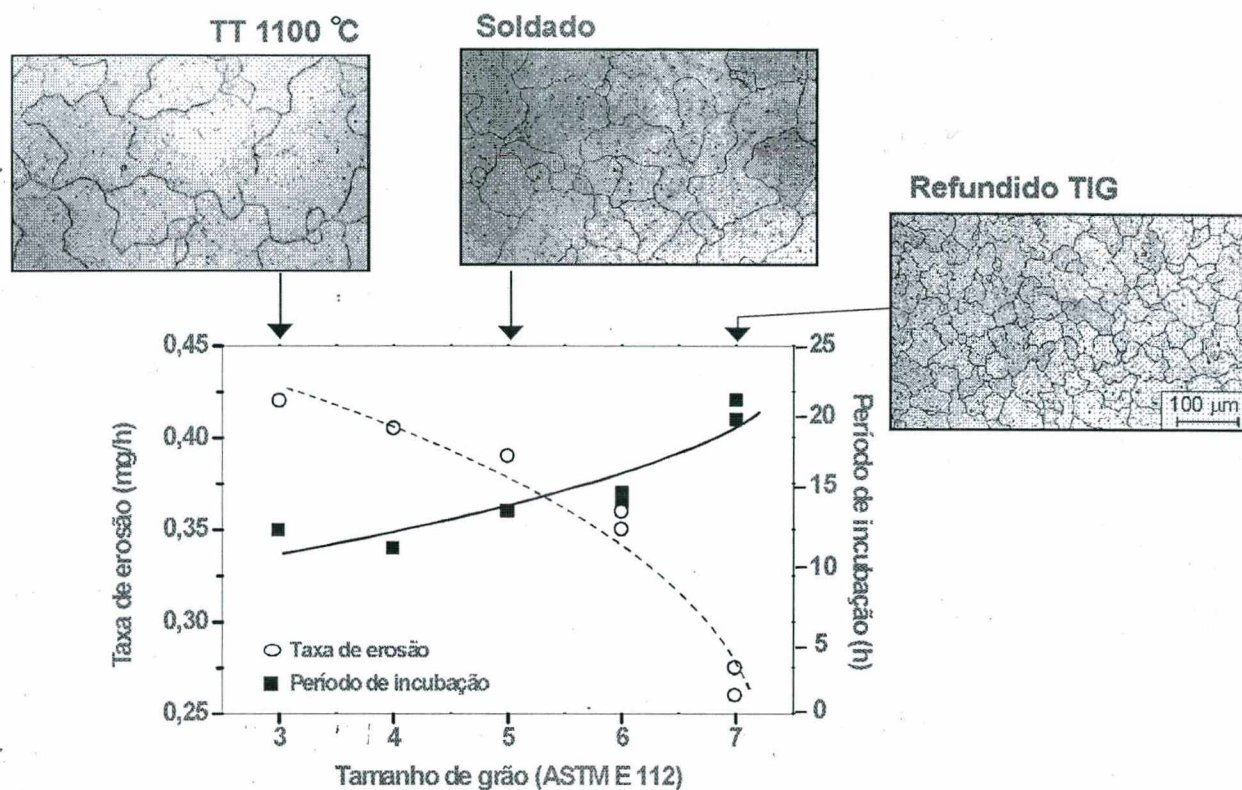 TT 1100 °C
Soldado
Refundido TIG
100 µm
0,45
0,40
0,35
0,30
0,25
Taxa de erosão (mg/h)
25
20
15
10
5
0
Período de incubação (h)
Taxa de erosão
Período de incubação
3 4 5 6 7
Tamanho de grão (ASTM E 112)